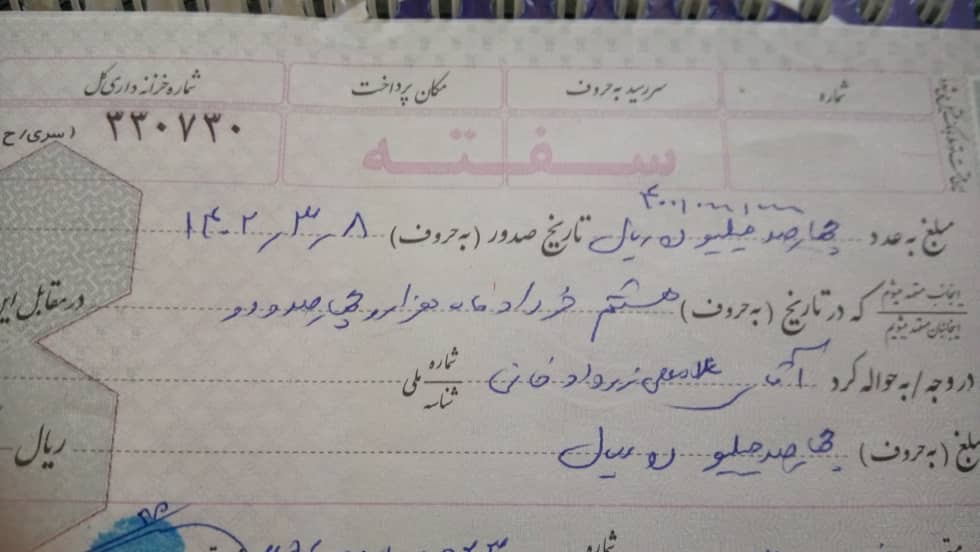 شماره سررسید به حروف مکان پرداخت شماره خزانه داری کل
سفته ۳۳۰۷۳۰ (سری/ح
۴۰۰/۰۰۰/۰۰۰
مبلغ به عدد چهارصد میلیون ریال تاریخ صدور (به حروف) ۱۴۰۲/۳/۸
اینجانب متعهد میشوم
اینجانبان متعهد میشویم
که در تاریخ (به حروف) هشتم خرداد ماه هزار و چهارصد و دو در مقابل این
در وجه/به حواله کرد آقای غلامعلی خانی شماره ملی
شناسه
مبلغ (به حروف) چهارصد میلیون ریال ریال
شماره